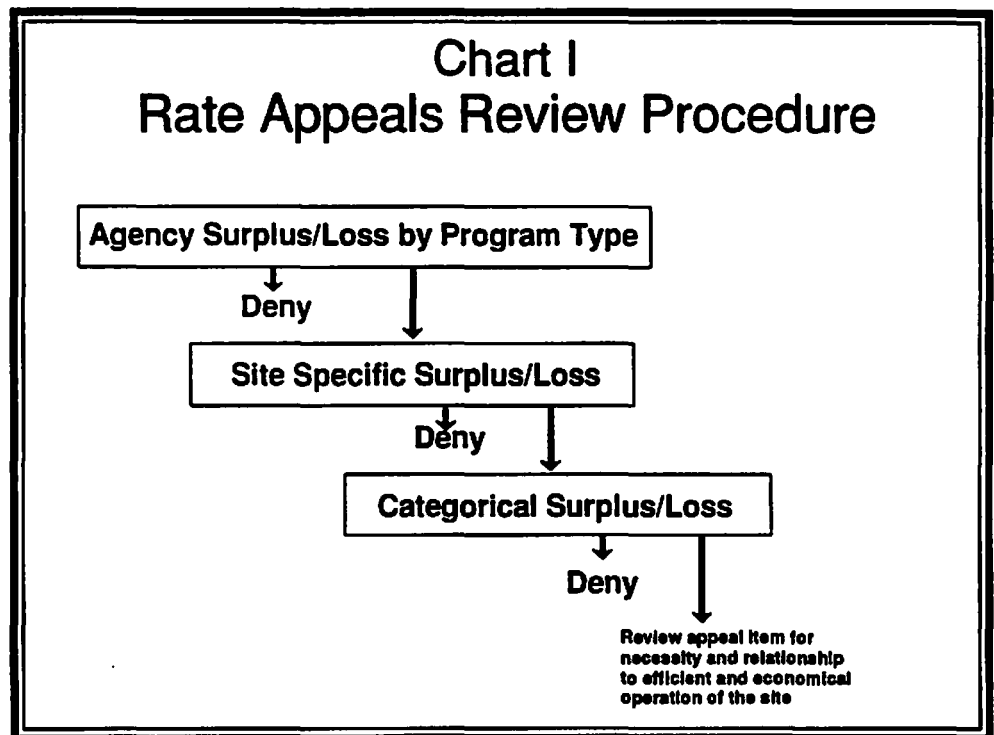 Chart I
Rate Appeals Review Procedure
Agency Surplus/Loss by Program Type
Deny
Site Specific Surplus/Loss
Deny
Categorical Surplus/Loss
Deny
Review appeal item for
necessity and relationship
to efficient and economical
operation of the site